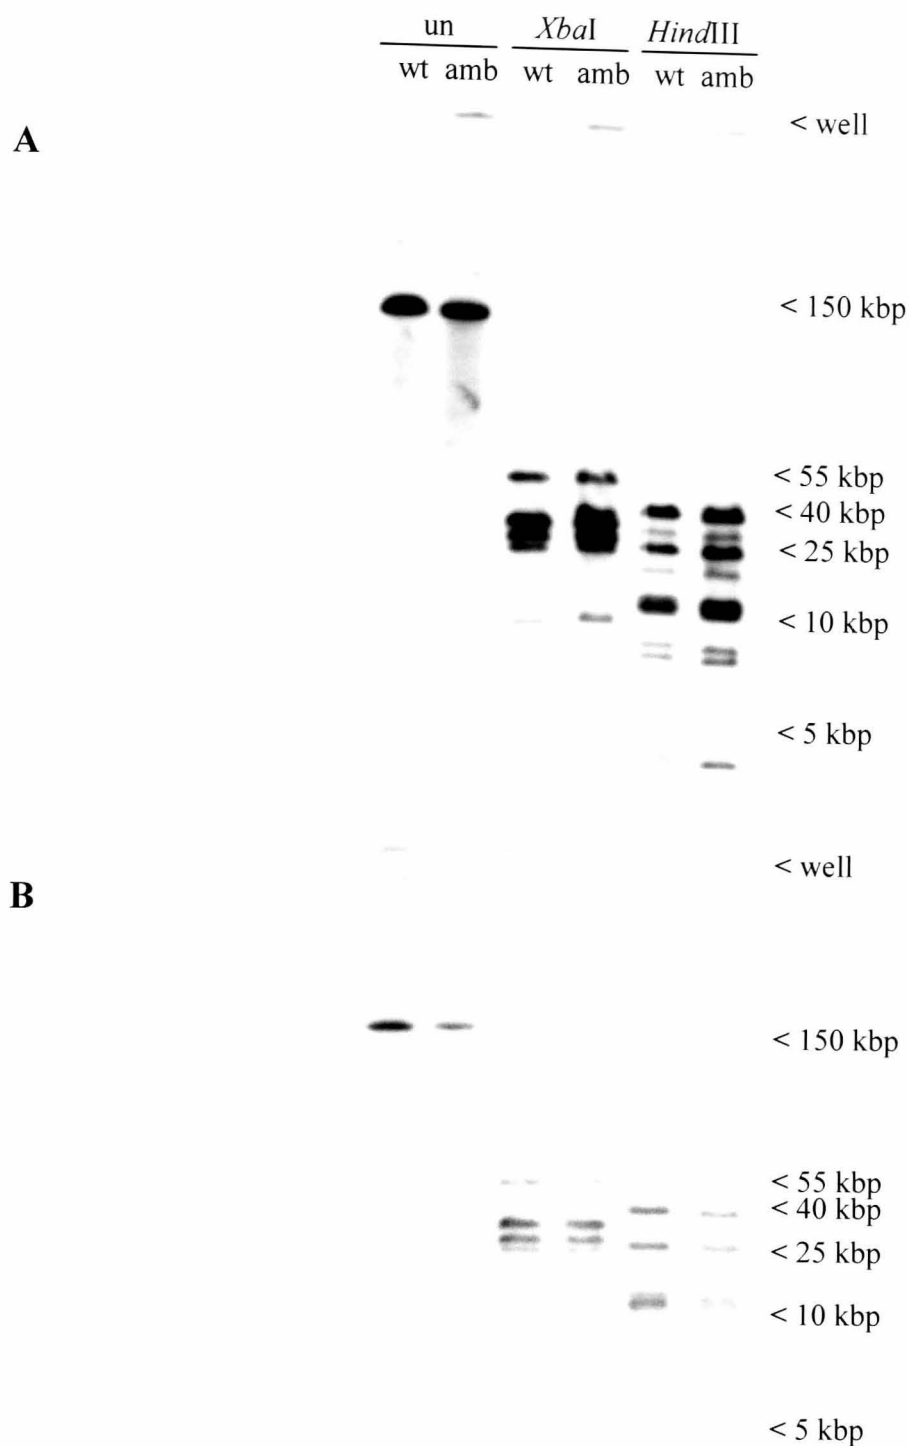 un XbaI HindIII
wt amb wt amb wt amb
A
< well
< 150 kbp
< 55 kbp
< 40 kbp
< 25 kbp
< 10 kbp
< 5 kbp
< well
B
< 150 kbp
< 55 kbp
< 40 kbp
< 25 kbp
< 10 kbp
< 5 kbp